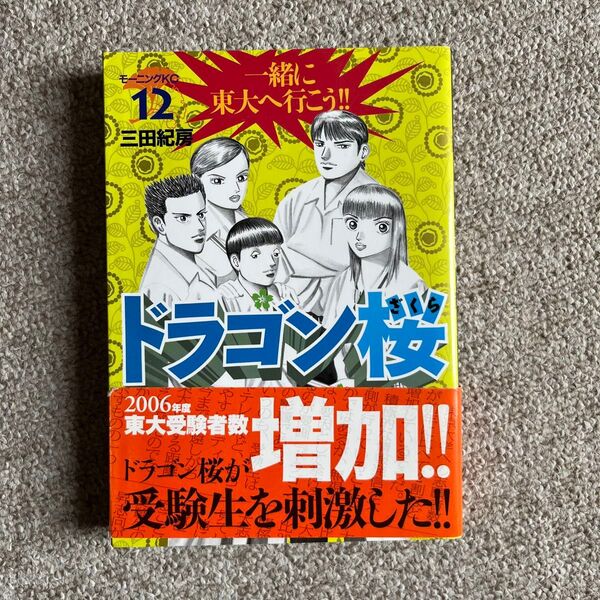 一緒に
東大へ行こう!!
モーニングKC
12
三田紀房
ドラゴン桜
ざくら
2006年度
東大受験者数
増加!!
ドラゴン桜が
受験生を刺激した!!